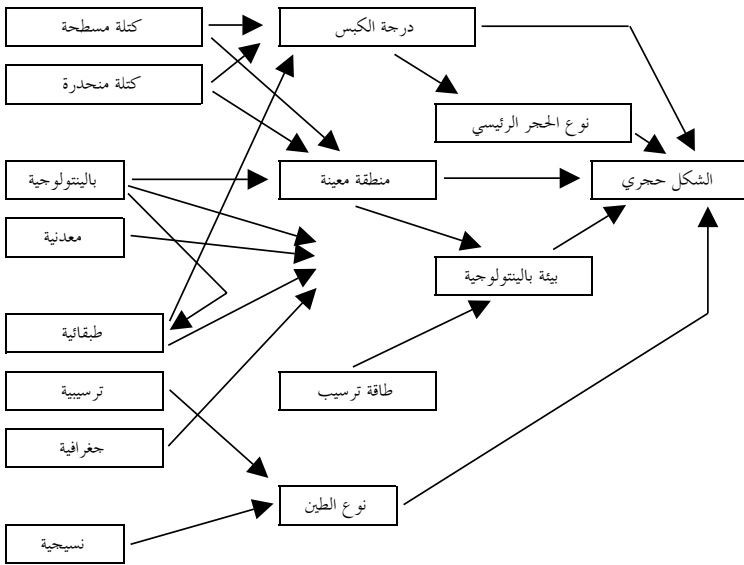 كتلة مسطحة
درجة الكبس
كتلة منحدرة
نوع الحجر الرئيسي
بالينتولوجية
منطقة معينة
الشكل حجري
معدنية
بيئة بالينتولوجية
طبقائية
ترسيبية
طاقة ترسيب
جغرافية
نوع الطين
نسيجية